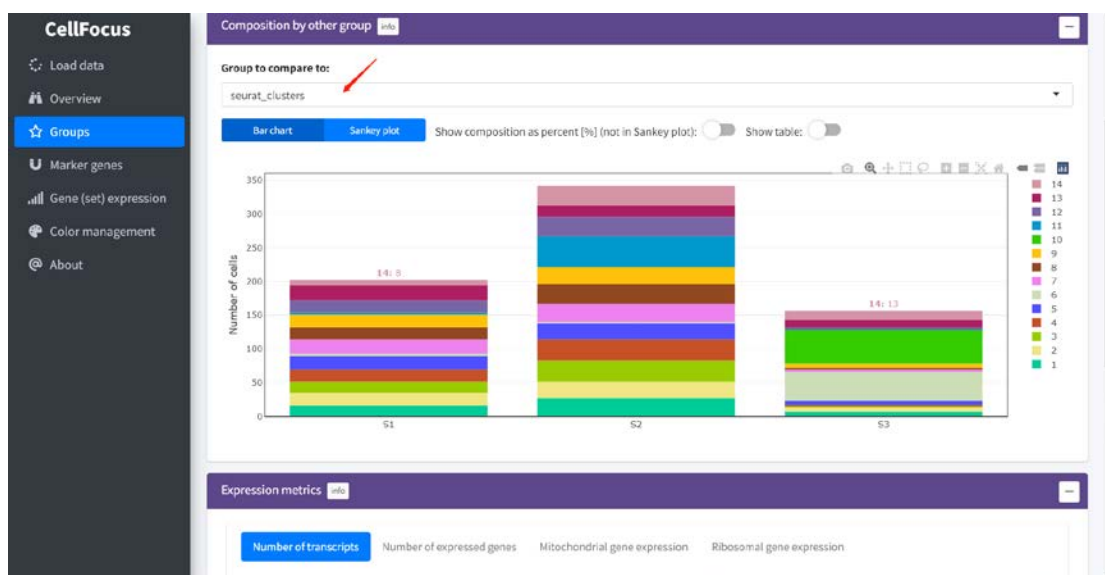 CellFocus
Load data
Overview
Groups
Marker genes
Gene (set) expression
Color management
About
Composition by other group info
Group to compare to:
seurat_clusters
Bar chart Sankey plot Show composition as percent [%] (not in Sankey plot): Show table:
350
300
250
200
150
100
50
0
Number of cells
14: 8
14: 13
S1 S2 S3
14
13
12
11
10
9
8
7
6
5
4
3
2
1
Expression metrics info
Number of transcripts Number of expressed genes Mitochondrial gene expression Ribosomal gene expression